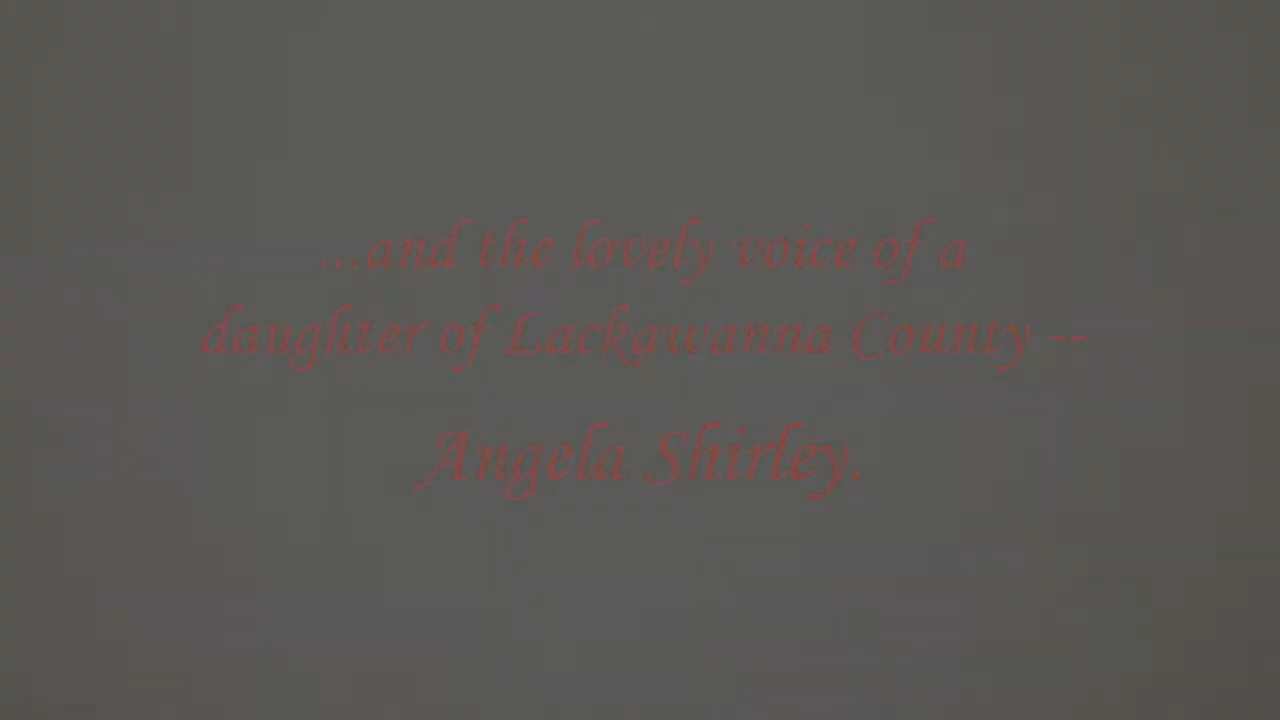 ...and the lovely voice of a
daughter of Lackawanna County --
Angela Shirley.